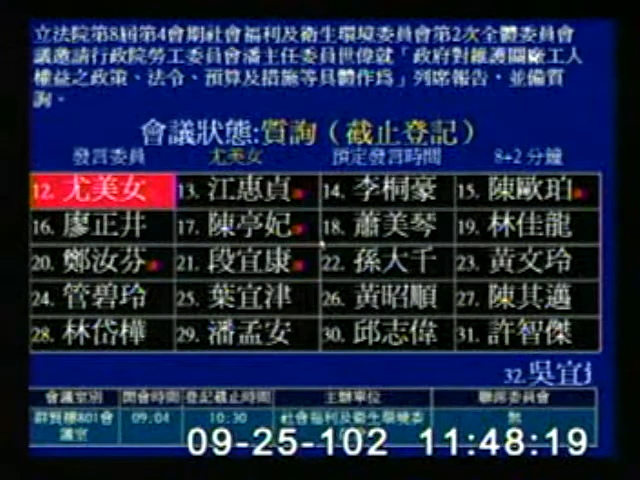 立法院第8屆第4會期社會福利及衛生環境委員會第2次全體委員會
議邀請行政院勞工委員會潘主任委員世偉就「政府對維護關廠工人
權益之政策、法令、預算及措施等具體作為」列席報告,並備質
詢。
會議狀態:質詢(截止登記)
發言委員 尤美女 預定發言時間 8+2 分鐘
12. 尤美女 13. 江惠貞 14. 李桐豪 15. 陳歐珀
16. 廖正井 17. 陳亭妃 18. 蕭美琴 19. 林佳龍
20. 鄭汝芬 21. 段宜康 22. 孫大千 23. 黃文玲
24. 管碧玲 25. 葉宜津 26. 黃昭順 27. 陳其邁
28. 林岱樺 29. 潘孟安 30. 邱志偉 31. 許智傑
32. 吳宜
會議室別 開會時間 登記截止時間 主辦單位 聯席委員會
群賢樓801會 09:04 10:30 社會福利及衛生環境委 無
議室
09-25-102 11:48:19